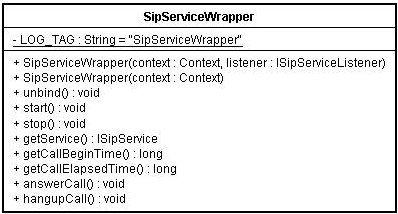 SipServiceWrapper
- LOG_TAG : String = "SipServiceWrapper"
+ SipServiceWrapper(context : Context, listener : ISipServiceListener)
+ SipServiceWrapper(context : Context)
+ unbind() : void
+ start() : void
+ stop() : void
+ getService() : ISipService
+ getCallBeginTime() : long
+ getCallElapsedTime() : long
+ answerCall() : void
+ hangupCall() : void